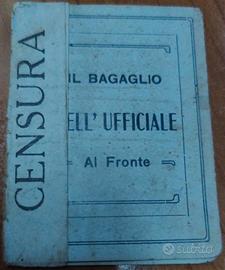 CENSURA
IL BAGAGLIO
ELL' UFFICIALE
Al Fronte
subito